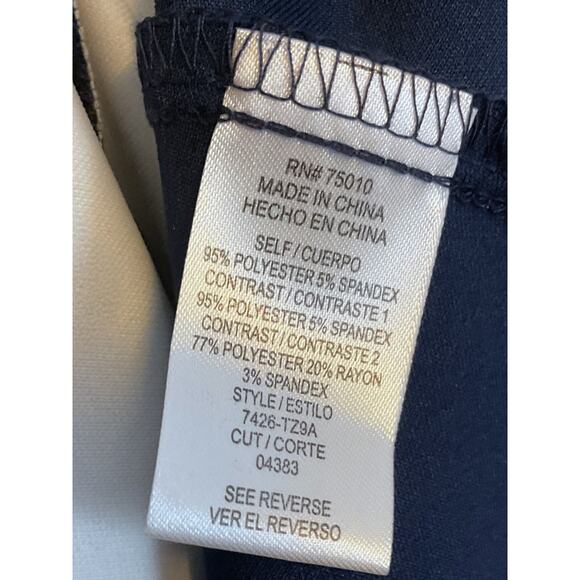 RN# 75010
MADE IN CHINA
HECHO EN CHINA
SELF / CUERPO
95% POLYESTER 5% SPANDEX
CONTRAST / CONTRASTE 1
95% POLYESTER 5% SPANDEX
CONTRAST / CONTRASTE 2
77% POLYESTER 20% RAYON
3% SPANDEX
STYLE / ESTILO
7426-TZ9A
CUT / CORTE
04383
SEE REVERSE
VER EL REVERSO